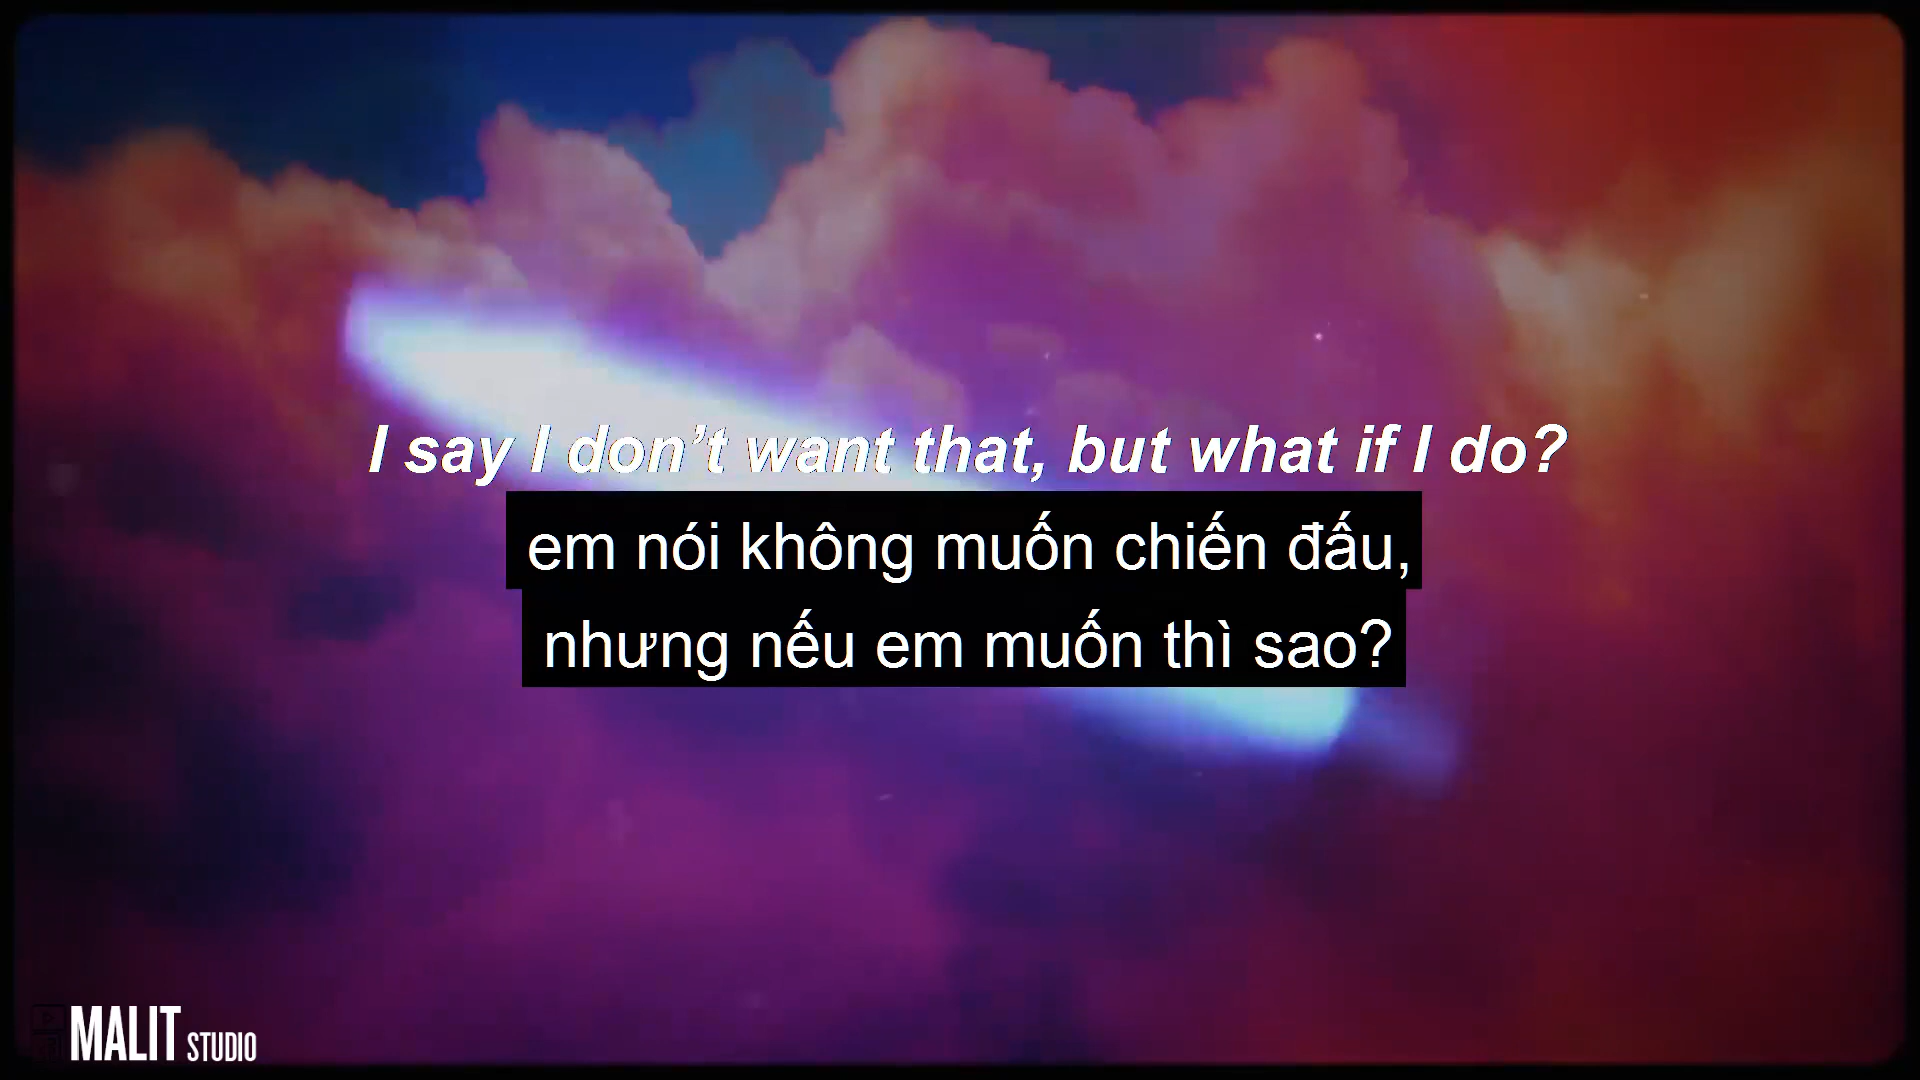 I say I don’t want that, but what if I do?
em nói không muốn chiến đấu,
nhưng nếu em muốn thì sao?
MALIT STUDIO